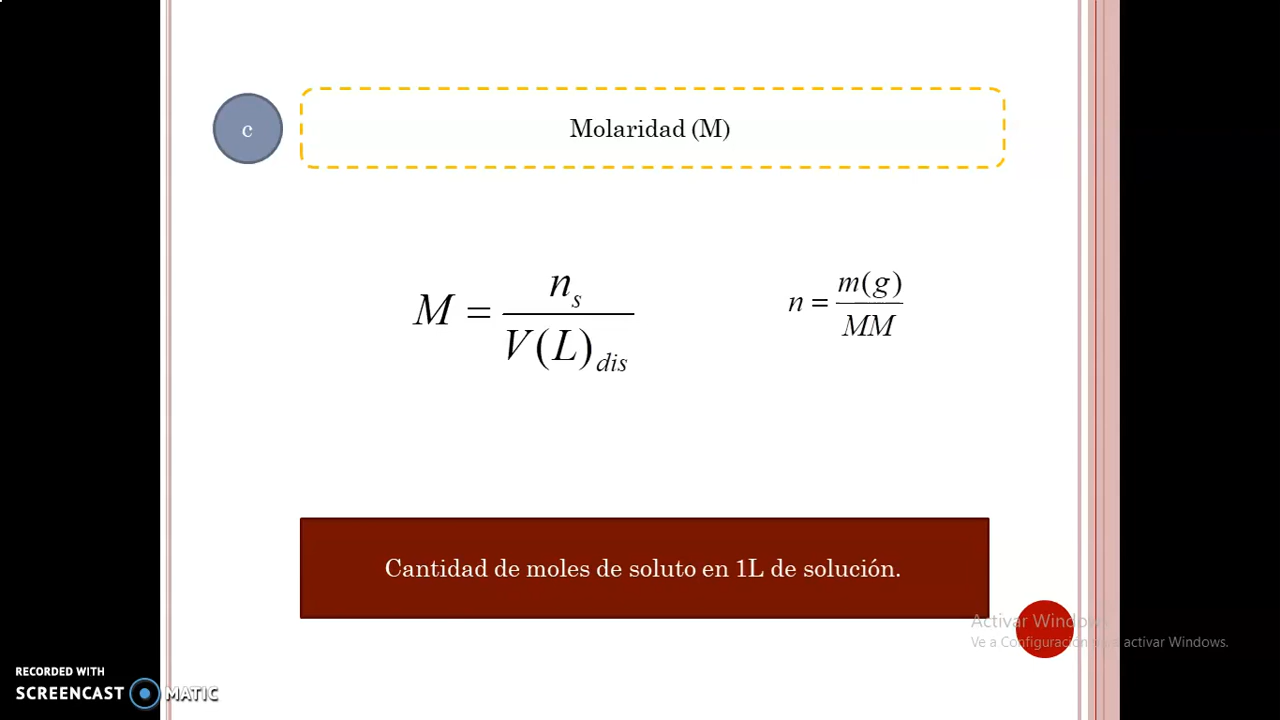 c
Molaridad (M)
M = n_s / V(L)_dis
n = m(g) / MM
Cantidad de moles de soluto en 1L de solución.
Activar Windows
Ve a Configuración para activar Windows.
RECORDED WITH
SCREENCAST MATIC